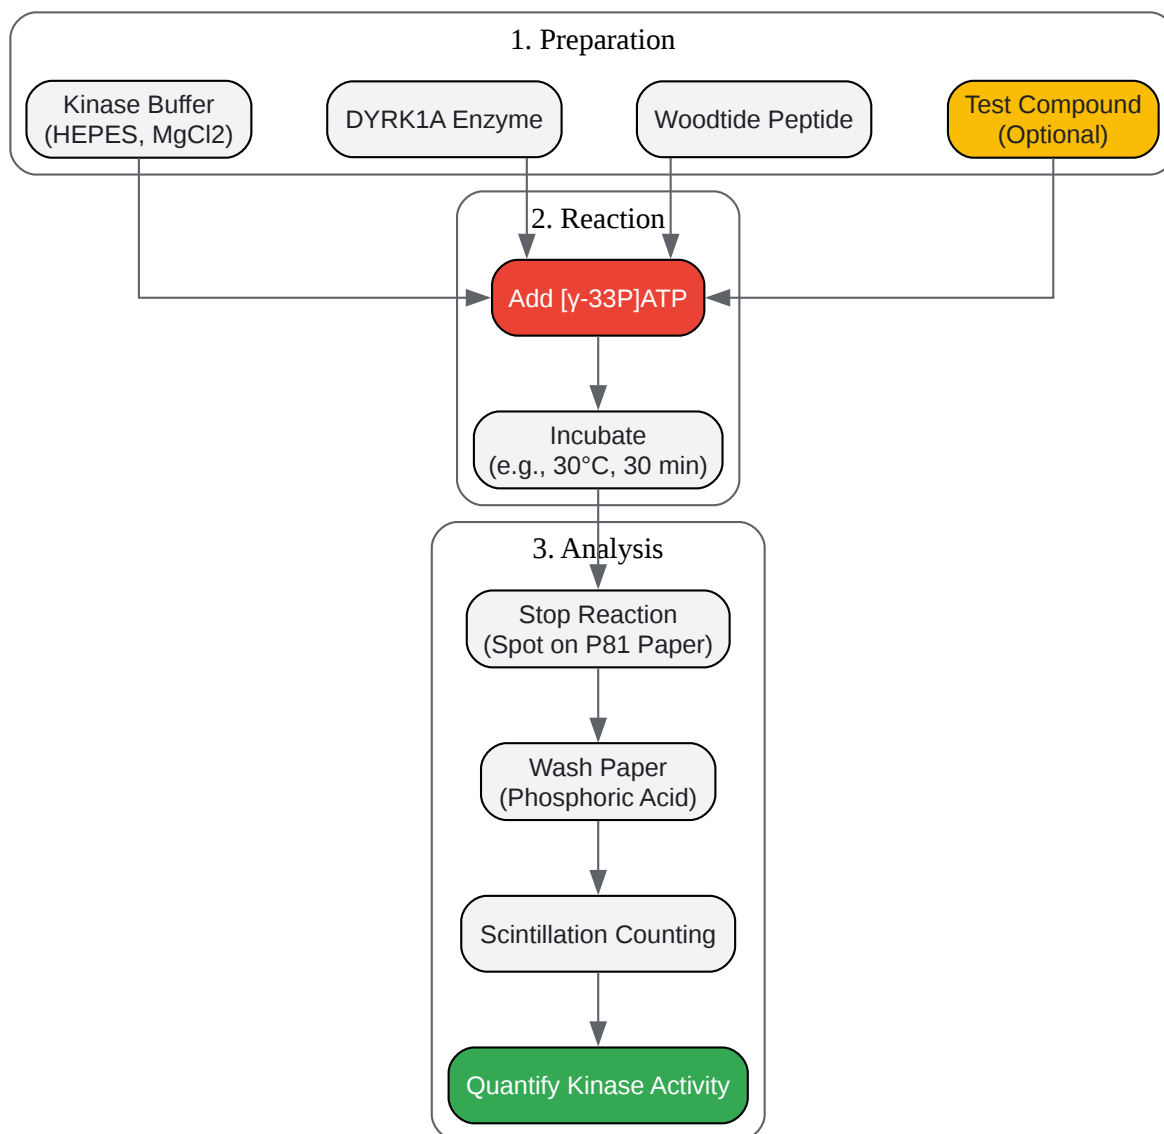 1. Preparation
Kinase Buffer
(HEPES, MgCl2)
DYRK1A Enzyme
Woodtide Peptide
Test Compound
(Optional)
2. Reaction
Add [γ-33P]ATP
Incubate
(e.g., 30°C, 30 min)
3. Analysis
Stop Reaction
(Spot on P81 Paper)
Wash Paper
(Phosphoric Acid)
Scintillation Counting
Quantify Kinase Activity